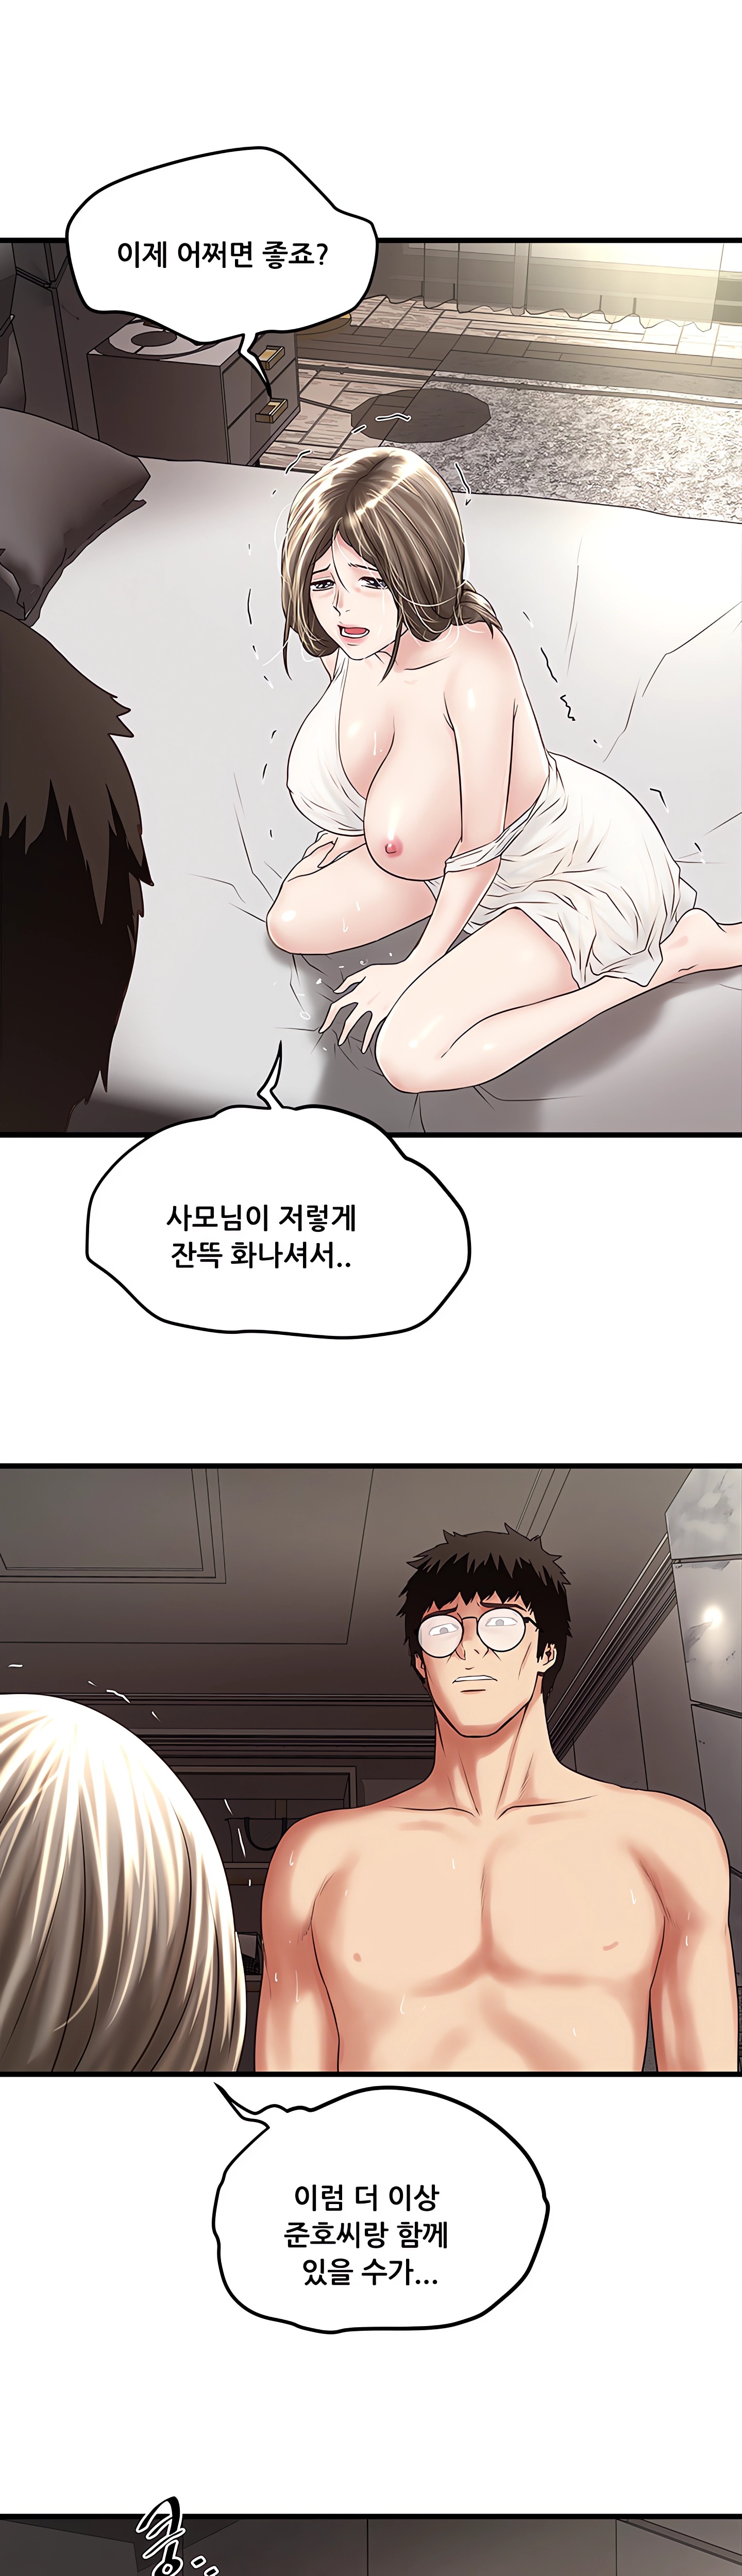 이제 어쩌면 좋죠?
사모님이 저렇게
잔뜩 화나셔서..
이럼 더 이상
준호씨랑 함께
있을 수가...
쿵...